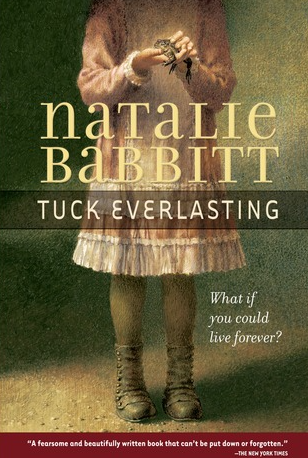 NATALIE
BABBITT
TUCK EVERLASTING
What if
you could
live forever?
"A fearsome and beautifully written book that can't be put down or forgotten."
—THE NEW YORK TIMES